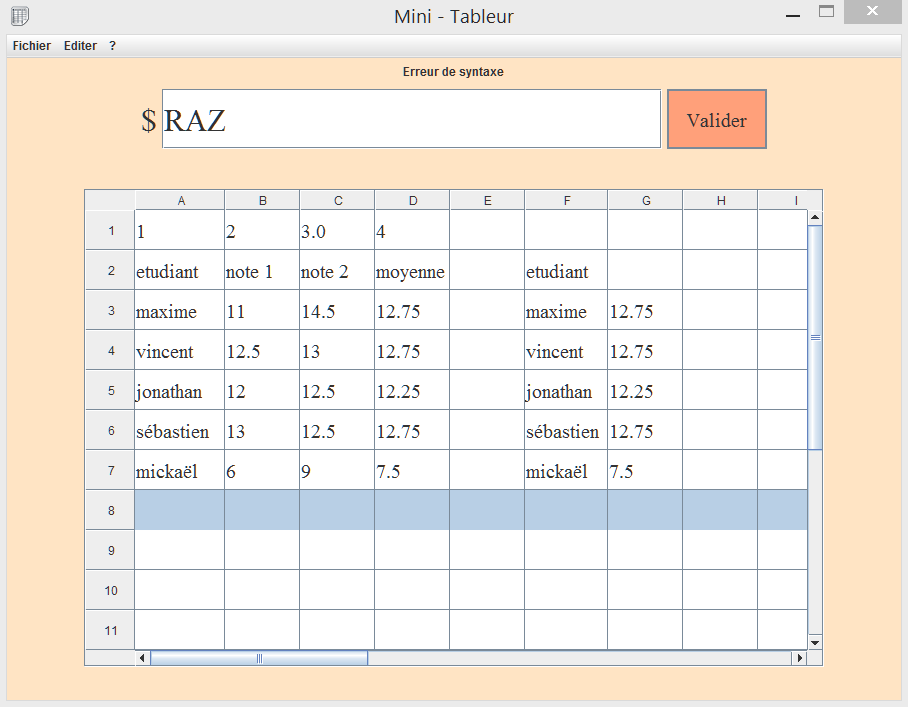 Mini - Tableur
Fichier Editer ?
Erreur de syntaxe
$ RAZ Valider
A B C D E F G H I
1 1 2 3.0 4
2 etudiant note 1 note 2 moyenne etudiant
3 maxime 11 14.5 12.75 maxime 12.75
4 vincent 12.5 13 12.75 vincent 12.75
5 jonathan 12 12.5 12.25 jonathan 12.25
6 sébastien 13 12.5 12.75 sébastien 12.75
7 mickaël 6 9 7.5 mickaël 7.5
8
9
10
11